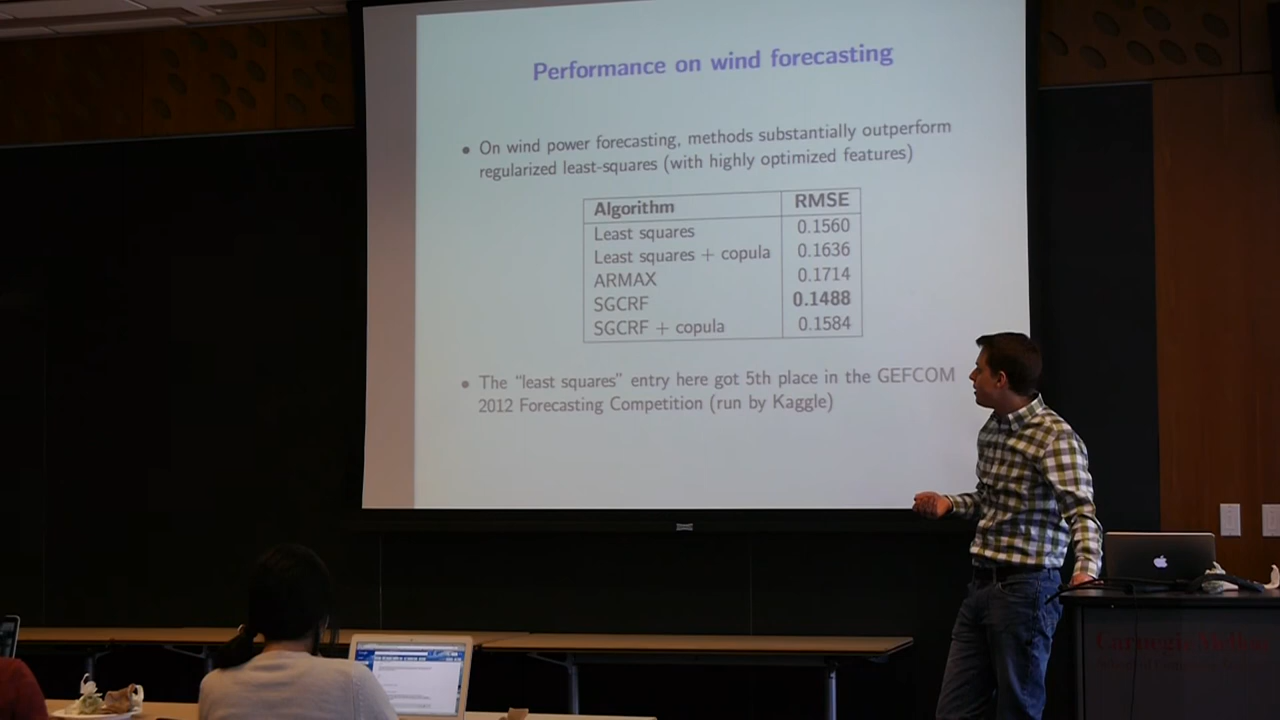 Performance on wind forecasting
• On wind power forecasting, methods substantially outperform
regularized least-squares (with highly optimized features)
Algorithm RMSE
Least squares 0.1560
Least squares + copula 0.1636
ARMAX 0.1714
SGCRF 0.1488
SGCRF + copula 0.1584
• The “least squares” entry here got 5th place in the GEFCOM
2012 Forecasting Competition (run by Kaggle)
Carnegie Mellon